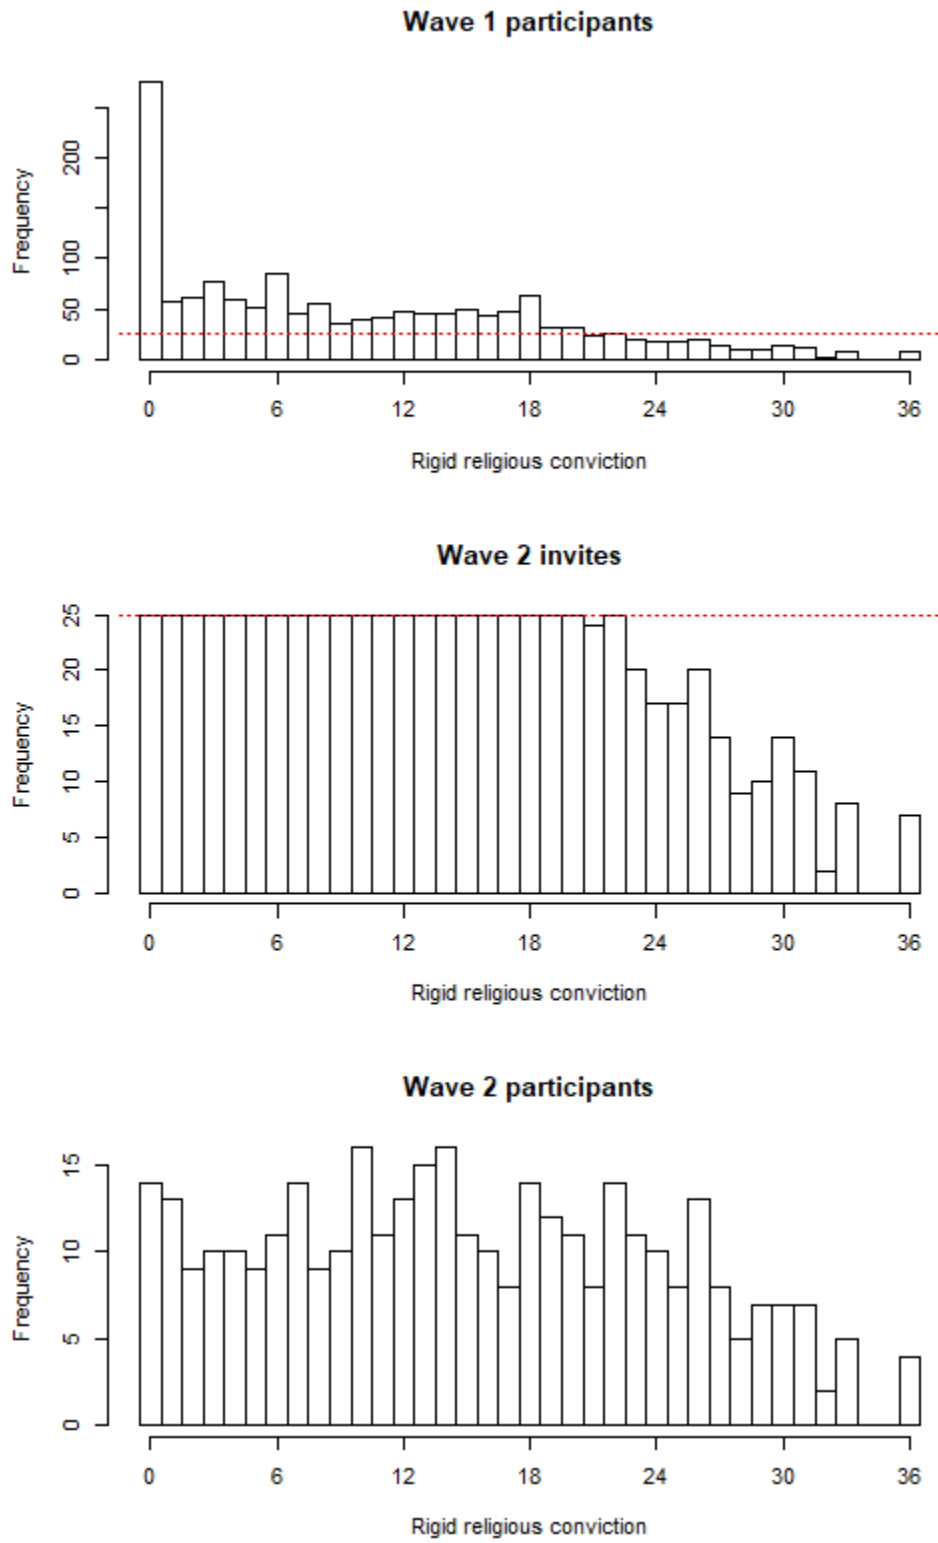 Wave 1 participants
Frequency
200
100
50
0
0 6 12 18 24 30 36
Rigid religious conviction
Wave 2 invites
Frequency
25
20
15
10
5
0
0 6 12 18 24 30 36
Rigid religious conviction
Wave 2 participants
Frequency
15
10
5
0
0 6 12 18 24 30 36
Rigid religious conviction